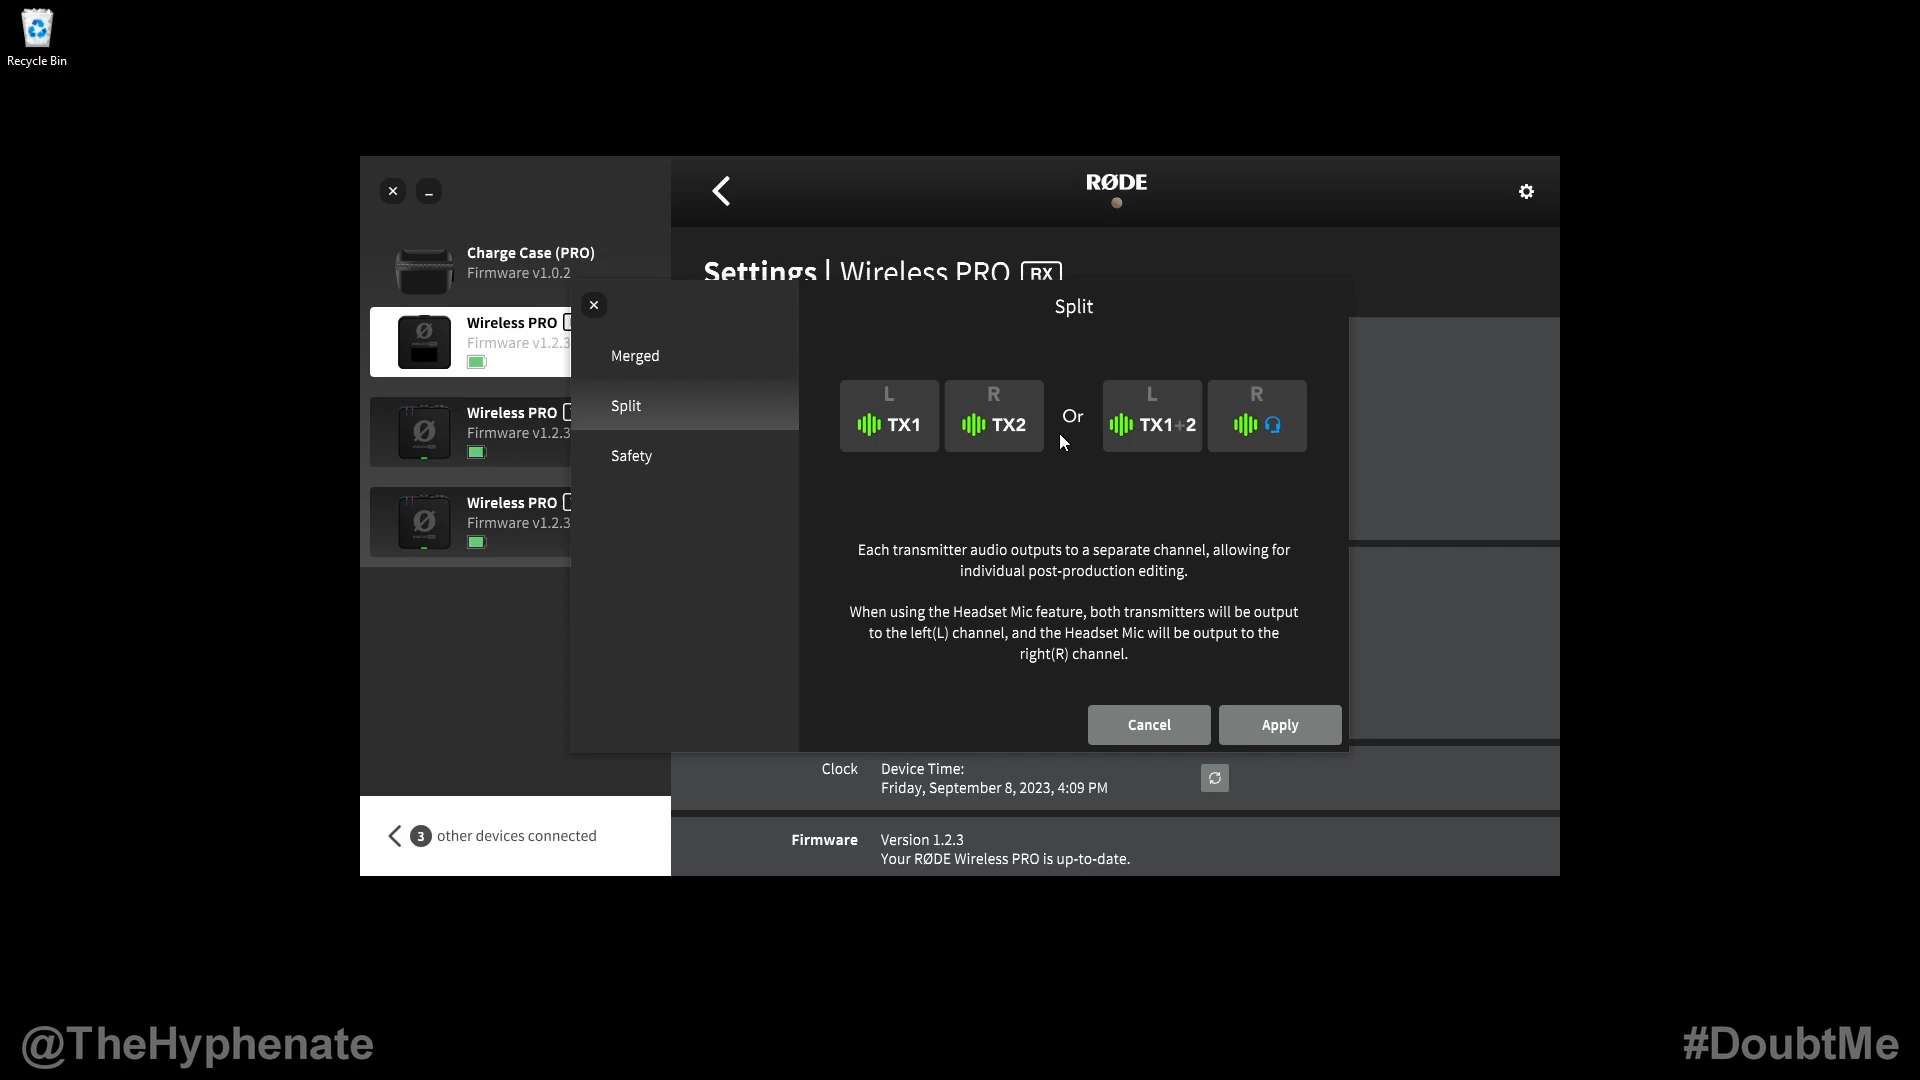 Recycle Bin
RØDE
Charge Case (PRO)
Firmware v1.0.2
Settings | Wireless PRO RX
Wireless PRO
Firmware v1.2.3
Wireless PRO
Firmware v1.2.3
Wireless PRO
Firmware v1.2.3
3 other devices connected
Merged
Split
Safety
Split
L
TX1
R
TX2
Or
L
TX1+2
R
Each transmitter audio outputs to a separate channel, allowing for
individual post-production editing.
When using the Headset Mic feature, both transmitters will be output
to the left(L) channel, and the Headset Mic will be output to the
right(R) channel.
Cancel
Apply
Clock
Device Time:
Friday, September 8, 2023, 4:09 PM
Firmware
Version 1.2.3
Your RØDE Wireless PRO is up-to-date.
@TheHyphenate
#DoubtMe